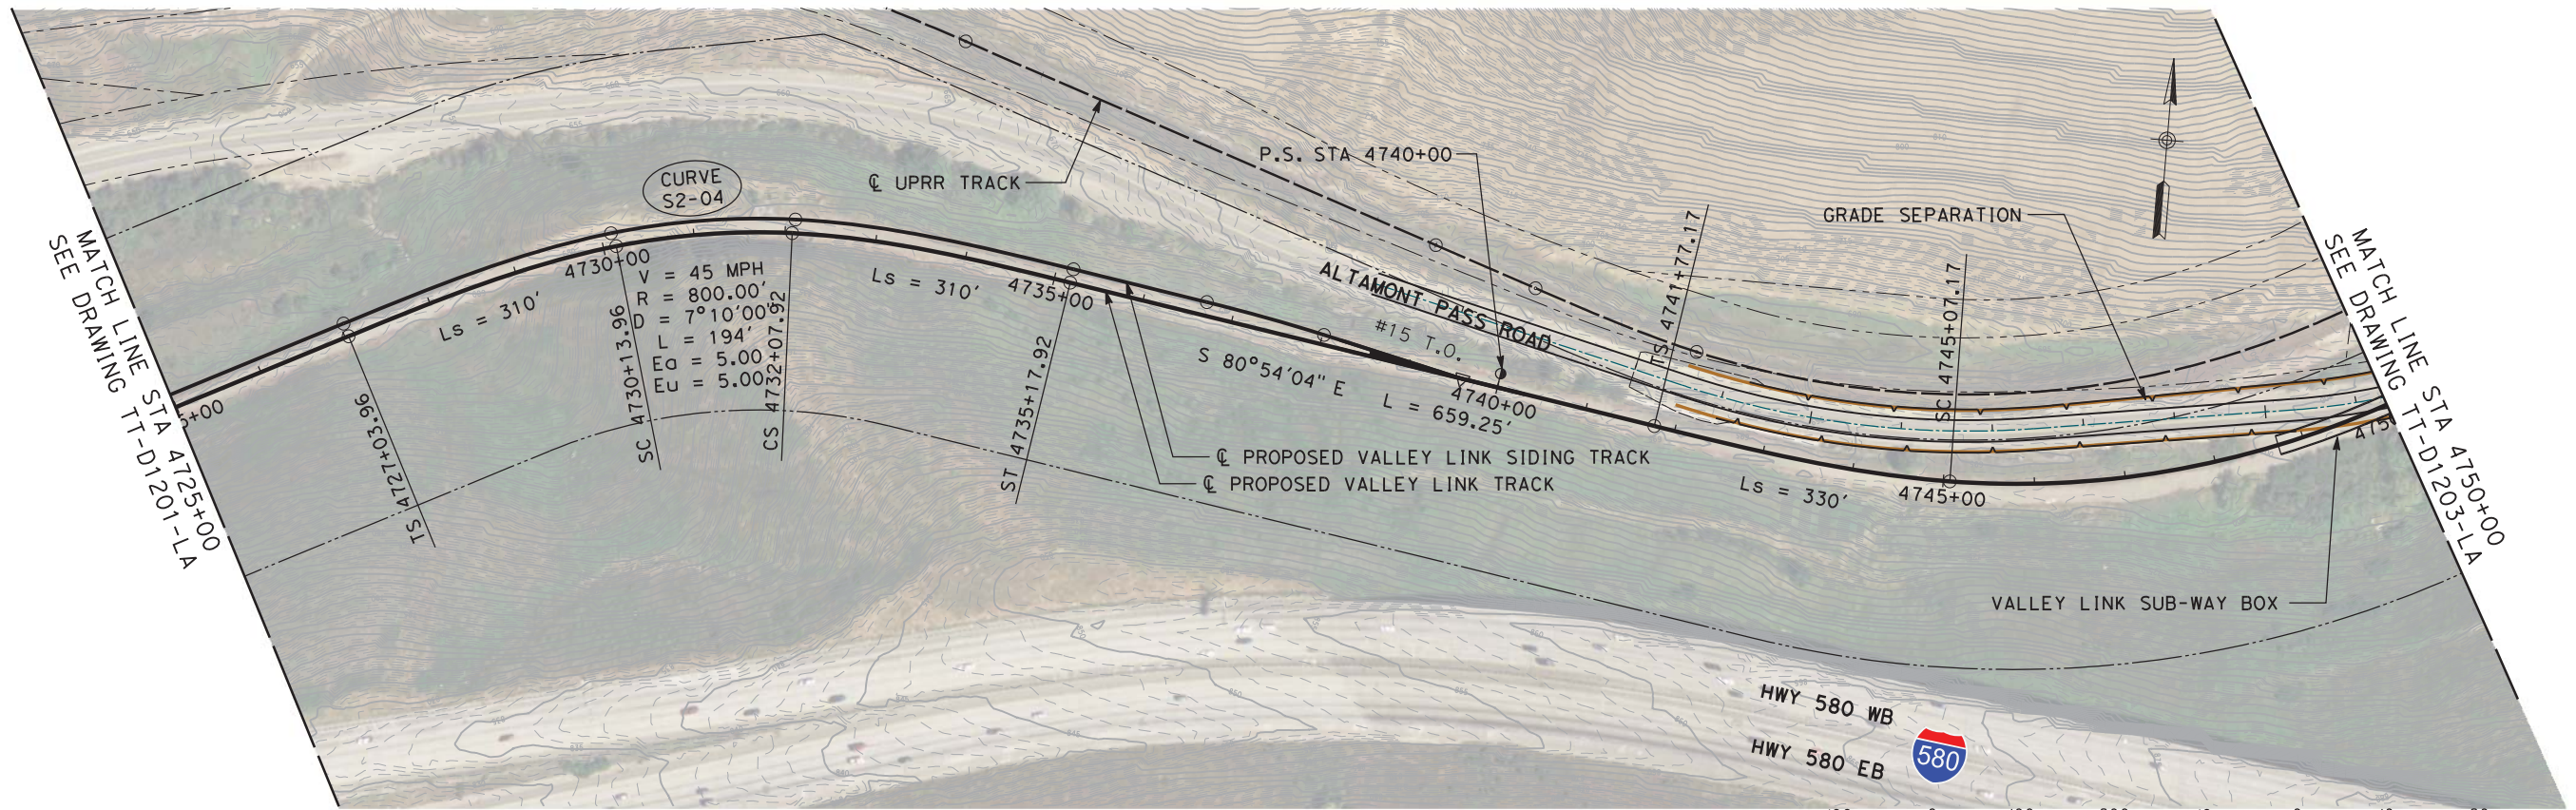 MATCH LINE STA 4725+00
SEE DRAWING TT-D1201-LA
5+00
TS 4727+03.96
Ls = 310'
4730+00
CURVE
S2-04
V = 45 MPH
R = 800.00'
D = 7°10'00"
L = 194'
Ea = 5.00
Eu = 5.00
SC 4730+13.96
CS 4732+07.92
Ls = 310'
4735+00
ST 4735+17.92
℄ UPRR TRACK
P.S. STA 4740+00
ALTAMONT PASS ROAD
#15 T.O.
S 80°54'04" E
L = 659.25'
4740+00
℄ PROPOSED VALLEY LINK SIDING TRACK
℄ PROPOSED VALLEY LINK TRACK
TS 4741+77.17
GRADE SEPARATION
SC 4745+07.17
Ls = 330'
4745+00
475
VALLEY LINK SUB-WAY BOX
HWY 580 WB
HWY 580 EB
580
MATCH LINE STA 4750+00
SEE DRAWING TT-D1203-LA